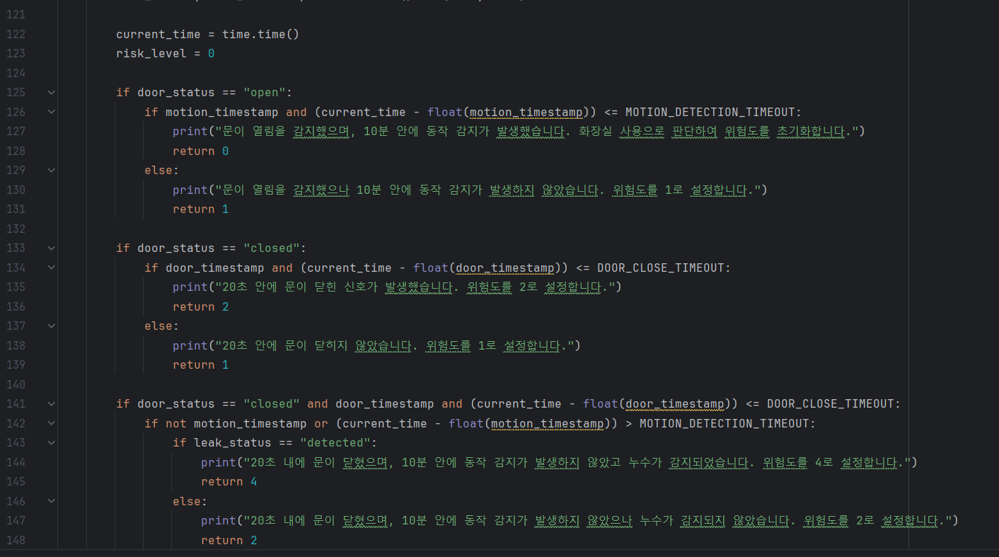 121
122 current_time = time.time()
123 risk_level = 0
124
125 if door_status == "open":
126 if motion_timestamp and (current_time - float(motion_timestamp)) <= MOTION_DETECTION_TIMEOUT:
127 print("문이 열림을 감지했으며, 10분 안에 동작 감지가 발생했습니다. 화장실 사용으로 판단하여 위험도를 초기화합니다.")
128 return 0
129 else:
130 print("문이 열림을 감지했으나 10분 안에 동작 감지가 발생하지 않았습니다. 위험도를 1로 설정합니다.")
131 return 1
132
133 if door_status == "closed":
134 if door_timestamp and (current_time - float(door_timestamp)) <= DOOR_CLOSE_TIMEOUT:
135 print("20초 안에 문이 닫힌 신호가 발생했습니다. 위험도를 2로 설정합니다.")
136 return 2
137 else:
138 print("20초 안에 문이 닫히지 않았습니다. 위험도를 1로 설정합니다.")
139 return 1
140
141 if door_status == "closed" and door_timestamp and (current_time - float(door_timestamp)) <= DOOR_CLOSE_TIMEOUT:
142 if not motion_timestamp or (current_time - float(motion_timestamp)) > MOTION_DETECTION_TIMEOUT:
143 if leak_status == "detected":
144 print("20초 내에 문이 닫혔으며, 10분 안에 동작 감지가 발생하지 않았고 누수가 감지되었습니다. 위험도를 4로 설정합니다.")
145 return 4
146 else:
147 print("20초 내에 문이 닫혔으며, 10분 안에 동작 감지가 발생하지 않았으나 누수가 감지되지 않았습니다. 위험도를 2로 설정합니다.")
148 return 2